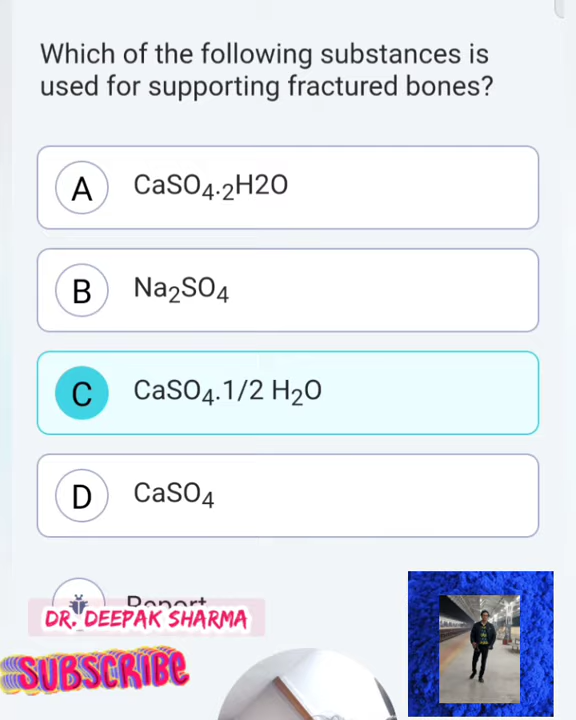 Which of the following substances is
used for supporting fractured bones?
A CaSO₄.₂H2O
B Na₂SO₄
C CaSO₄.1/2 H₂O
D CaSO₄
Report
DR. DEEPAK SHARMA
SUBSCRIBE